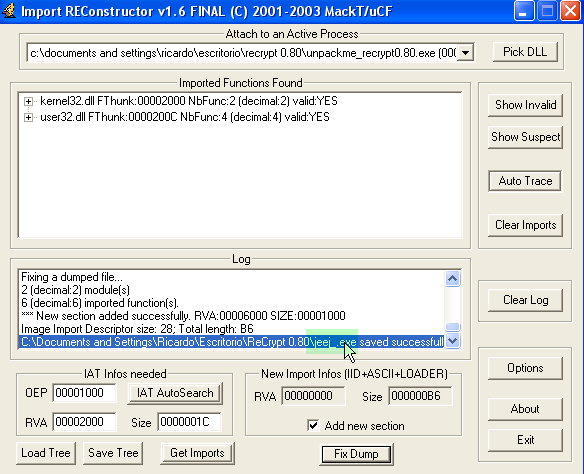 Import REConstructor v1.6 FINAL (C) 2001-2003 MackT/uCF
Attach to an Active Process
c:\documents and settings\ricardo\escritorio\recrypt 0.80\unpackme_recrypt0.80.exe (000
Pick DLL
Imported Functions Found
kernel32.dll FThunk:00002000 NbFunc:2 (decimal:2) valid:YES
user32.dll FThunk:0000200C NbFunc:4 (decimal:4) valid:YES
Show Invalid
Show Suspect
Auto Trace
Clear Imports
Log
Fixing a dumped file...
2 (decimal:2) module(s)
6 (decimal:6) imported function(s).
*** New section added successfully. RVA:00006000 SIZE:00001000
Image Import Descriptor size: 28; Total length: B6
C:\Documents and Settings\Ricardo\Escritorio\ReCrypt 0.80\jeej_.exe saved successfull
Clear Log
IAT Infos needed
OEP 00001000 IAT AutoSearch
RVA 00002000 Size 0000001C
New Import Infos (IID+ASCII+LOADER)
RVA 00000000 Size 000000B6
Add new section
Load Tree Save Tree Get Imports Fix Dump
Options
About
Exit